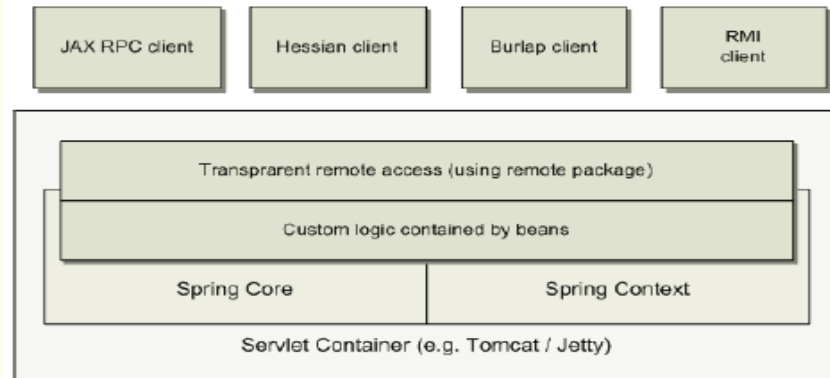 JAX RPC client
Hessian client
Burlap client
RMI
client
Transprarent remote access (using remote package)
Custom logic contained by beans
Spring Core
Spring Context
Servlet Container (e.g. Tomcat / Jetty)